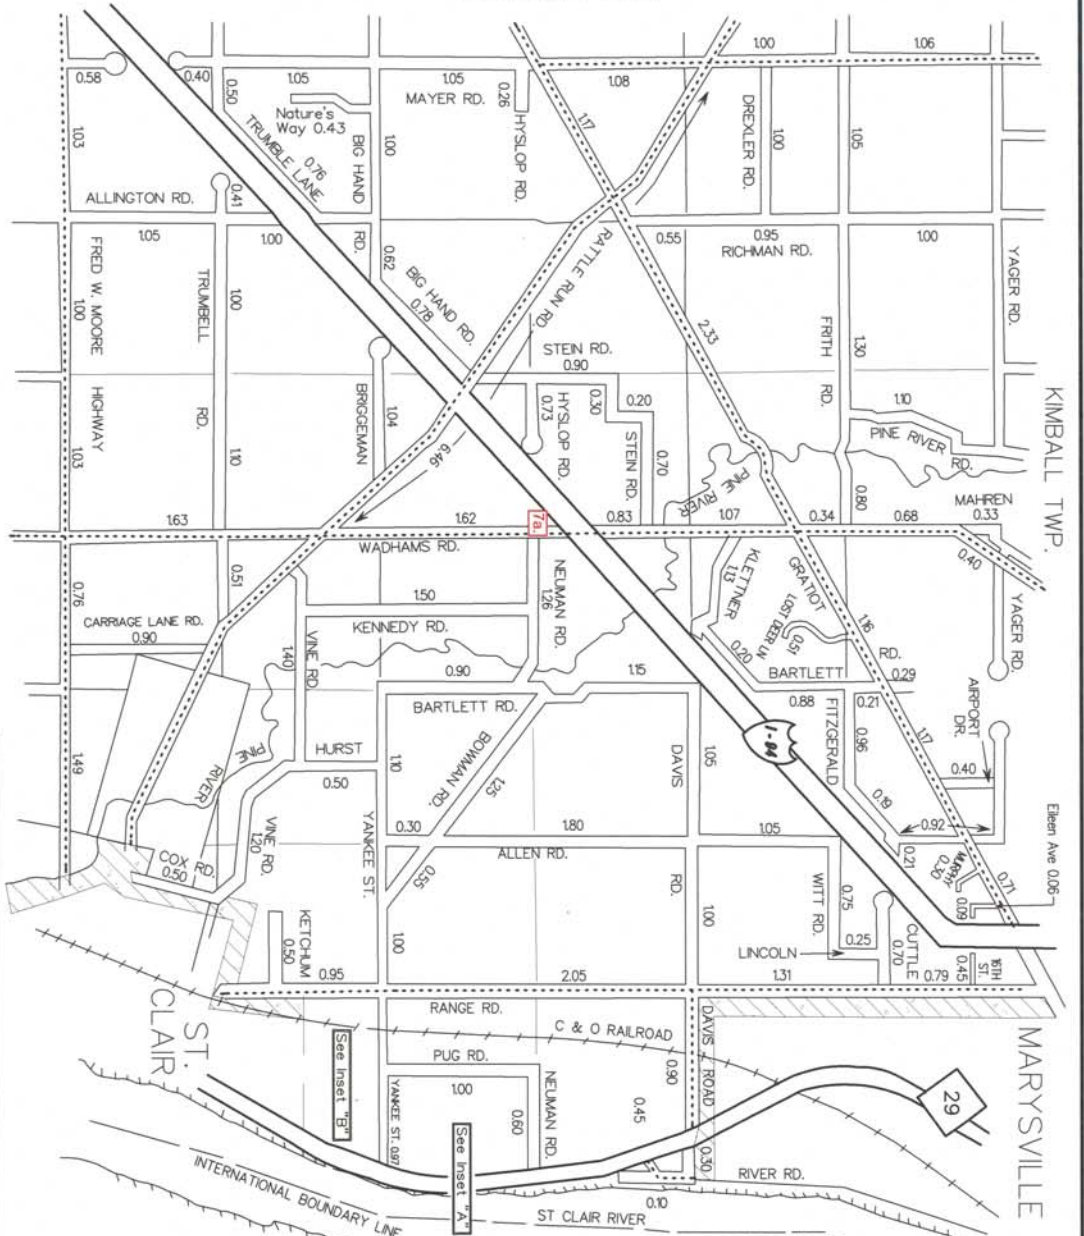 1.00
1.06
0.58
0.40
1.05
1.05
1.08
MAYER RD.
0.26
HYSLOP RD.
DREXLER RD.
1.00
1.05
1.17
0.50
Nature's
Way 0.43
TRUMBLE LANE
0.76
BIG HAND
RD.
1.00
1.03
ALLINGTON RD.
0.41
1.05
1.00
0.62
0.55
0.95
1.00
RICHMAN RD.
YAGER RD.
FRED W. MOORE
HIGHWAY
1.00
TRUMBELL
RD.
1.00
BIG HAND RD.
0.78
RATTLE RUN RD.
2.33
FRITH
RD.
1.30
STEIN RD.
0.90
0.30
0.20
HYSLOP RD.
0.73
STEIN RD.
0.70
BRIGGEMAN
1.04
6.46
1.03
1.10
1.10
PINE RIVER
RD.
KIMBALL TWP.
PINE
RIVER
0.80
MAHREN
1.63
1.62
7a.
0.83
1.07
0.34
0.68
0.33
0.40
WADHAMS RD.
0.76
0.51
CARRIAGE LANE RD.
0.90
1.50
KENNEDY RD.
NEUMAN RD.
1.26
KLETTNER
1.13
GRATIOT
RD.
LOST DEER LN
0.51
1.16
YAGER RD.
VINE RD
1.40
0.90
1.15
0.20
BARTLETT
0.29
BARTLETT RD.
0.88
0.21
FITZGERALD
0.96
AIRPORT
DR.
1.17
I-94
1.49
PINE
RIVER
HURST
0.50
1.10
BOWMAN RD.
1.25
DAVIS
RD.
1.05
0.40
0.19
0.92
Eileen Ave 0.06
VINE RD.
1.20
YANKEE ST.
0.30
1.80
1.05
ALLEN RD.
0.21
MURPHY
0.30
0.71
COX RD.
0.50
0.55
WITT RD.
0.75
0.09
KETCHUM
0.50
1.00
1.00
LINCOLN
0.25
CUTTLE
0.70
16TH
ST.
0.45
0.95
2.05
1.31
0.79
RANGE RD.
ST.
CLAIR
C & O RAILROAD
DAVIS ROAD
MARYSVILLE
See Inset "B"
PUG RD.
1.00
YANKEE ST. 0.97
NEUMAN RD.
0.60
0.90
0.45
29
See Inset "A"
0.30
RIVER RD.
0.10
INTERNATIONAL BOUNDARY LINE
ST CLAIR RIVER